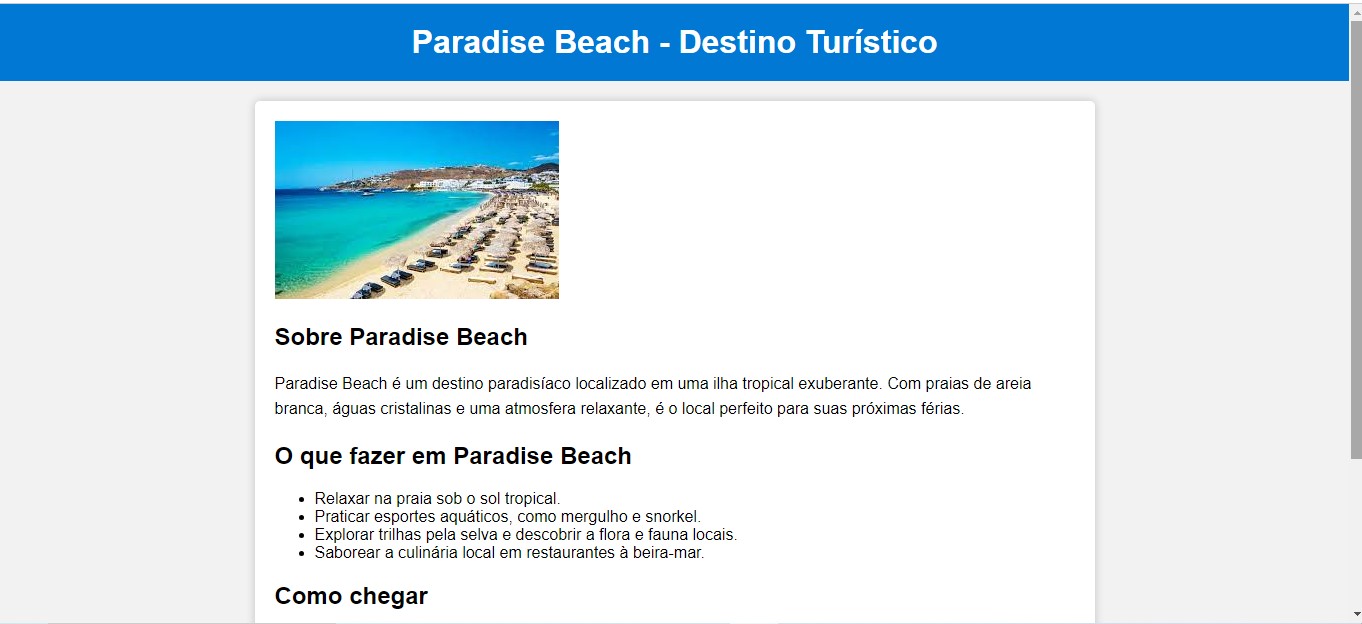 Paradise Beach - Destino Turístico
Sobre Paradise Beach
Paradise Beach é um destino paradisíaco localizado em uma ilha tropical exuberante. Com praias de areia
branca, águas cristalinas e uma atmosfera relaxante, é o local perfeito para suas próximas férias.
O que fazer em Paradise Beach
• Relaxar na praia sob o sol tropical.
• Praticar esportes aquáticos, como mergulho e snorkel.
• Explorar trilhas pela selva e descobrir a flora e fauna locais.
• Saborear a culinária local em restaurantes à beira-mar.
Como chegar